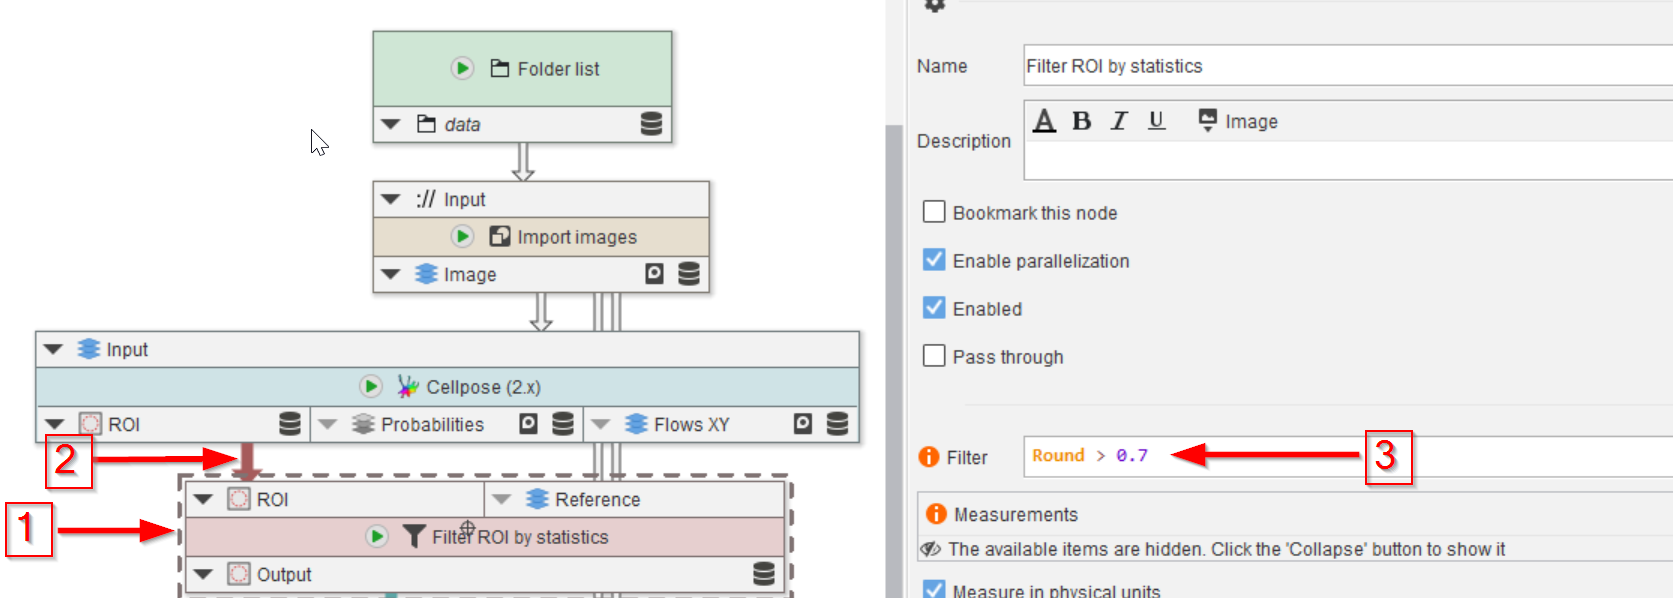 Folder list
data
:// Input
Import images
Image
Input
Cellpose (2.x)
ROI
Probabilities
Flows XY
2
ROI
Reference
1
Filter ROI by statistics
Output
Name
Filter ROI by statistics
Description
A B I U Image
Bookmark this node
Enable parallelization
Enabled
Pass through
Filter
Round > 0.7
3
Measurements
The available items are hidden. Click the 'Collapse' button to show it
Measure in physical units